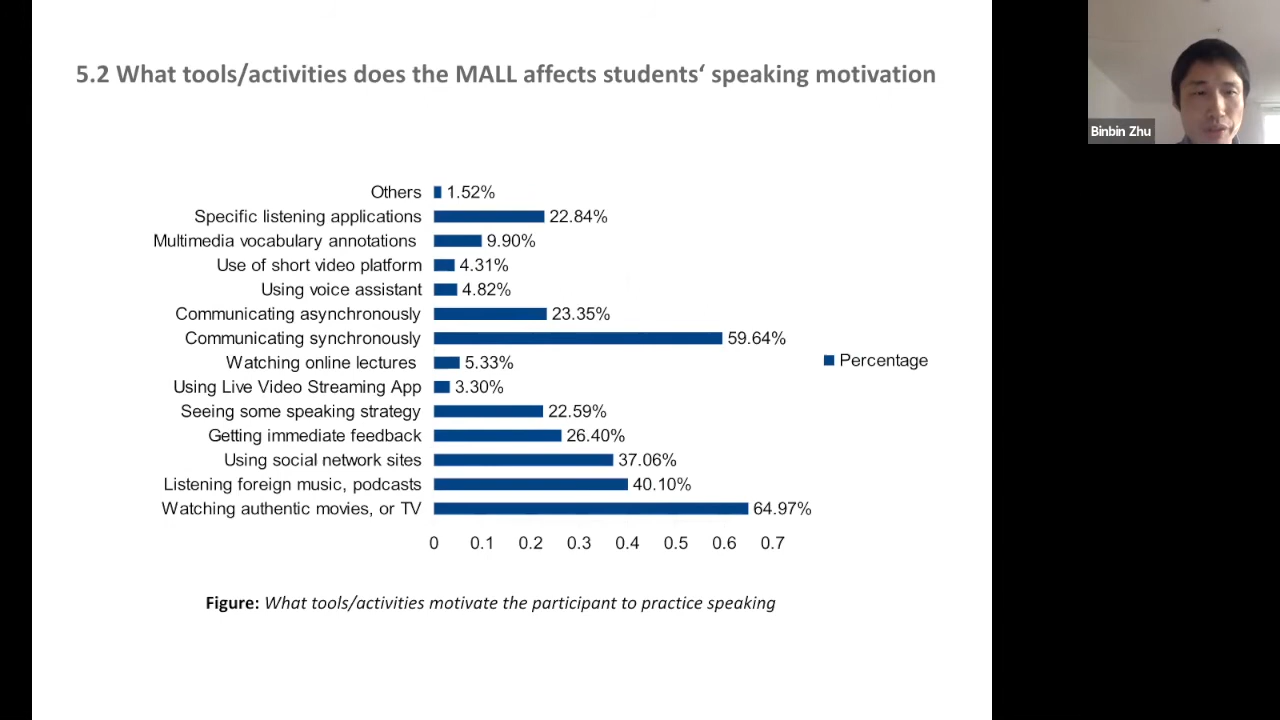 5.2 What tools/activities does the MALL affects students‘ speaking motivation
Binbin Zhu
Others 1.52%
Specific listening applications 22.84%
Multimedia vocabulary annotations 9.90%
Use of short video platform 4.31%
Using voice assistant 4.82%
Communicating asynchronously 23.35%
Communicating synchronously 59.64%
Watching online lectures 5.33%
Percentage
Using Live Video Streaming App 3.30%
Seeing some speaking strategy 22.59%
Getting immediate feedback 26.40%
Using social network sites 37.06%
Listening foreign music, podcasts 40.10%
Watching authentic movies, or TV 64.97%
0 0.1 0.2 0.3 0.4 0.5 0.6 0.7
Figure: What tools/activities motivate the participant to practice speaking